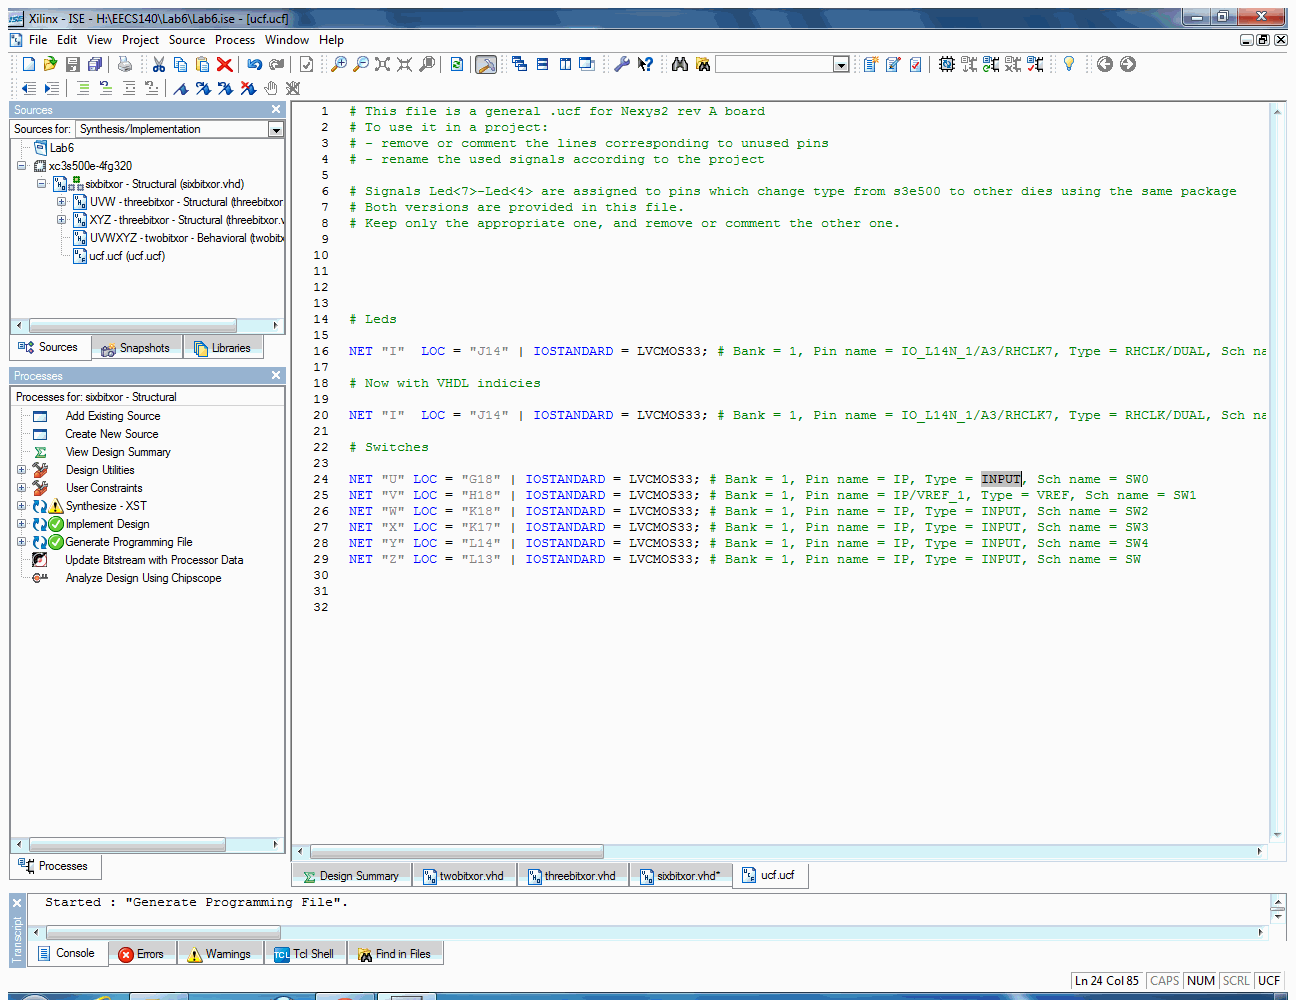 Xilinx - ISE - H:\EECS140\Lab6\Lab6.ise - [ucf.ucf]
File Edit View Project Source Process Window Help
Sources
Sources for: Synthesis/Implementation
Lab6
xc3s500e-4fg320
sixbitxor - Structural (sixbitxor.vhd)
UVW - threebitxor - Structural (threebitxor
XYZ - threebitxor - Structural (threebitxor.v
UVWXYZ - twobitxor - Behavioral (twobitx
ucf.ucf (ucf.ucf)
Sources Snapshots Libraries
Processes
Processes for: sixbitxor - Structural
Add Existing Source
Create New Source
View Design Summary
Design Utilities
User Constraints
Synthesize - XST
Implement Design
Generate Programming File
Update Bitstream with Processor Data
Analyze Design Using Chipscope
Processes
1 # This file is a general .ucf for Nexys2 rev A board
2 # To use it in a project:
3 # - remove or comment the lines corresponding to unused pins
4 # - rename the used signals according to the project
5
6 # Signals Led<7>-Led<4> are assigned to pins which change type from s3e500 to other dies using the same package
7 # Both versions are provided in this file.
8 # Keep only the appropriate one, and remove or comment the other one.
9
10
11
12
13
14 # Leds
15
16 NET "I"  LOC = "J14" | IOSTANDARD = LVCMOS33; # Bank = 1, Pin name = IO_L14N_1/A3/RHCLK7, Type = RHCLK/DUAL, Sch na
17
18 # Now with VHDL indicies
19
20 NET "I"  LOC = "J14" | IOSTANDARD = LVCMOS33; # Bank = 1, Pin name = IO_L14N_1/A3/RHCLK7, Type = RHCLK/DUAL, Sch na
21
22 # Switches
23
24 NET "U" LOC = "G18" | IOSTANDARD = LVCMOS33; # Bank = 1, Pin name = IP, Type = INPUT, Sch name = SW0
25 NET "V" LOC = "H18" | IOSTANDARD = LVCMOS33; # Bank = 1, Pin name = IP/VREF_1, Type = VREF, Sch name = SW1
26 NET "W" LOC = "K18" | IOSTANDARD = LVCMOS33; # Bank = 1, Pin name = IP, Type = INPUT, Sch name = SW2
27 NET "X" LOC = "K17" | IOSTANDARD = LVCMOS33; # Bank = 1, Pin name = IP, Type = INPUT, Sch name = SW3
28 NET "Y" LOC = "L14" | IOSTANDARD = LVCMOS33; # Bank = 1, Pin name = IP, Type = INPUT, Sch name = SW4
29 NET "Z" LOC = "L13" | IOSTANDARD = LVCMOS33; # Bank = 1, Pin name = IP, Type = INPUT, Sch name = SW
30
31
32
Design Summary twobitxor.vhd threebitxor.vhd sixbitxor.vhd* ucf.ucf
Transcript
Started : "Generate Programming File".
Console Errors Warnings TCL Tcl Shell Find in Files
Ln 24 Col 85 CAPS NUM SCRL UCF